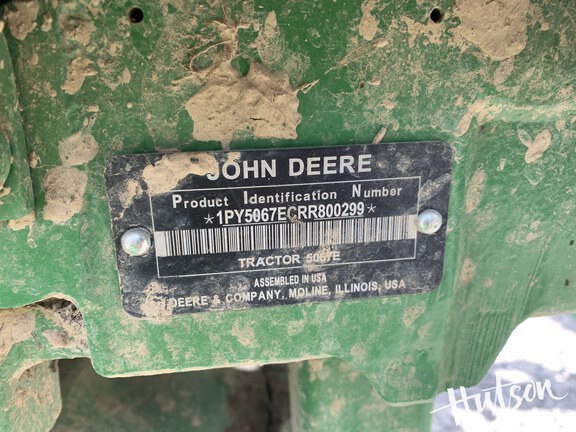 JOHN DEERE
Product Identification Number
*1PY5067ECRR800299*
TRACTOR 5067E
ASSEMBLED IN USA
DEERE & COMPANY, MOLINE, ILLINOIS, USA
Hutson